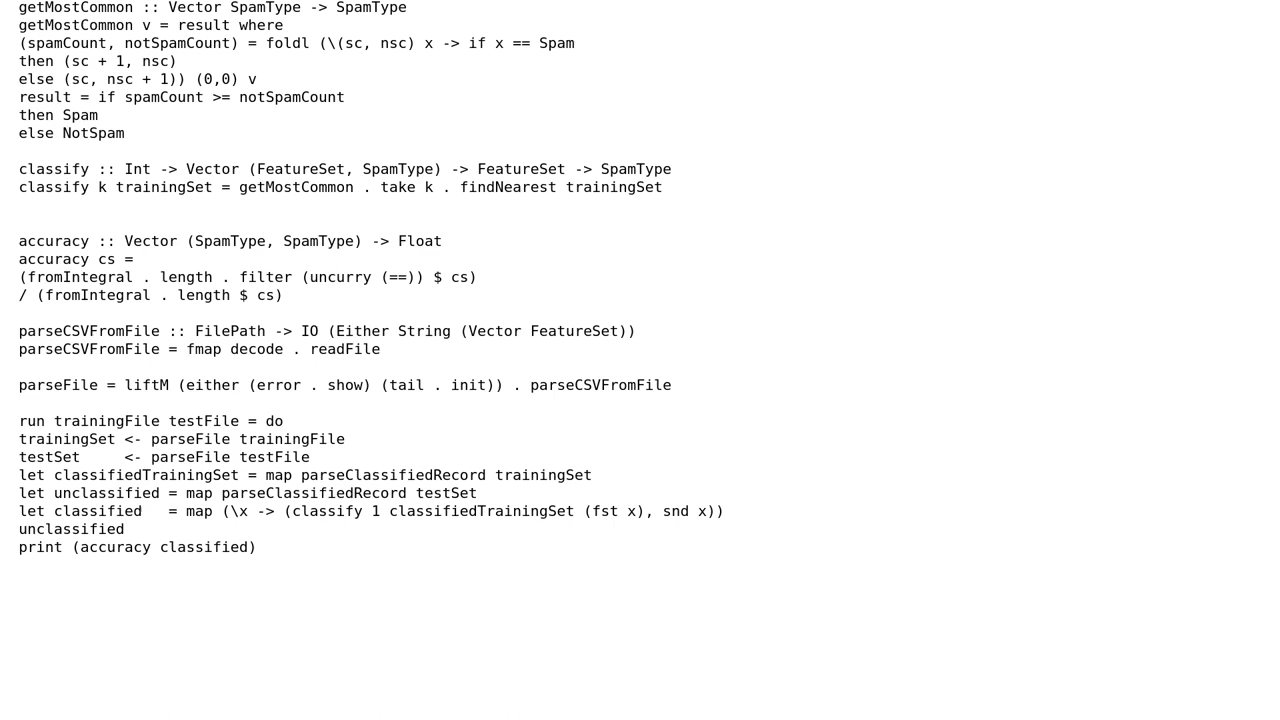 getMostCommon :: Vector SpamType -> SpamType
getMostCommon v = result where
(spamCount, notSpamCount) = foldl (\(sc, nsc) x -> if x == Spam
then (sc + 1, nsc)
else (sc, nsc + 1)) (0,0) v
result = if spamCount >= notSpamCount
then Spam
else NotSpam

classify :: Int -> Vector (FeatureSet, SpamType) -> FeatureSet -> SpamType
classify k trainingSet = getMostCommon . take k . findNearest trainingSet


accuracy :: Vector (SpamType, SpamType) -> Float
accuracy cs =
(fromIntegral . length . filter (uncurry (==)) $ cs)
/ (fromIntegral . length $ cs)

parseCSVFromFile :: FilePath -> IO (Either String (Vector FeatureSet))
parseCSVFromFile = fmap decode . readFile

parseFile = liftM (either (error . show) (tail . init)) . parseCSVFromFile

run trainingFile testFile = do
trainingSet <- parseFile trainingFile
testSet     <- parseFile testFile
let classifiedTrainingSet = map parseClassifiedRecord trainingSet
let unclassified = map parseClassifiedRecord testSet
let classified   = map (\x -> (classify 1 classifiedTrainingSet (fst x), snd x))
unclassified
print (accuracy classified)